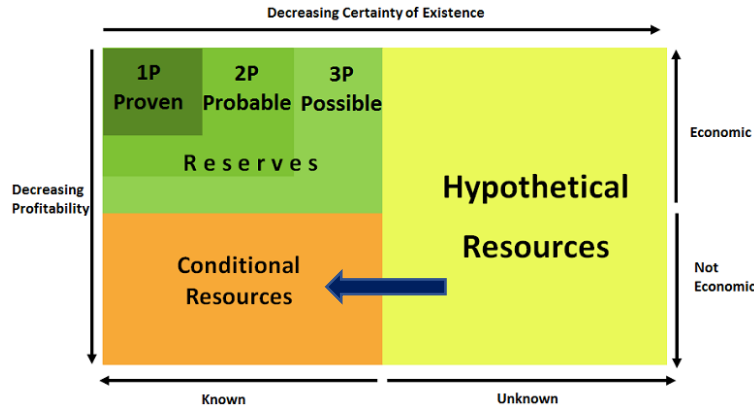 Decreasing Certainty of Existence
1P
Proven
2P
Probable
3P
Possible
R e s e r v e s
Decreasing
Profitability
Hypothetical
Resources
Economic
Conditional
Resources
Not
Economic
Known
Unknown